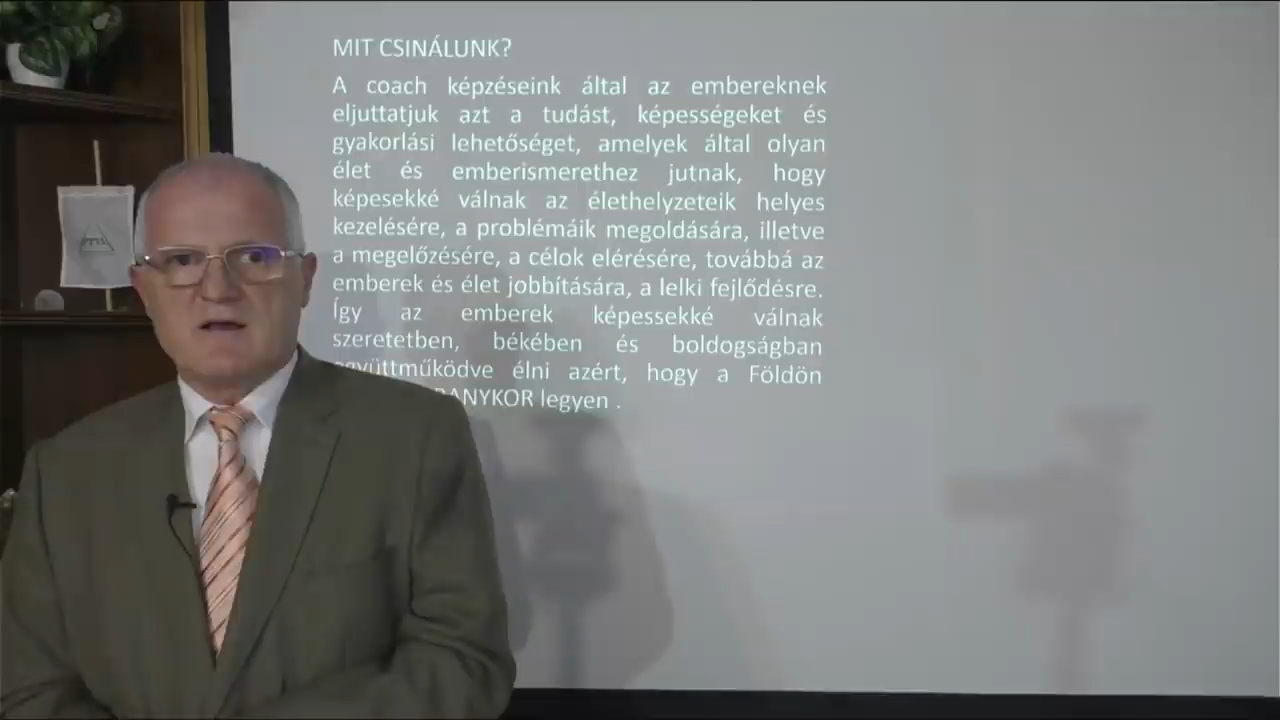 MIT CSINÁLUNK?
A coach képzéseink által az embereknek
eljuttatjuk azt a tudást, képességeket és
gyakorlási lehetőséget, amelyek által olyan
élet és emberismerethez jutnak, hogy
képesekké válnak az élethelyzeteik helyes
kezelésére, a problémáik megoldására, illetve
a megelőzésére, a célok elérésére, továbbá az
emberek és élet jobbítására, a lelki fejlődésre.
Így az emberek képessekké válnak
szeretetben, békében és boldogságban
együttműködve élni azért, hogy a Földön
legyen .